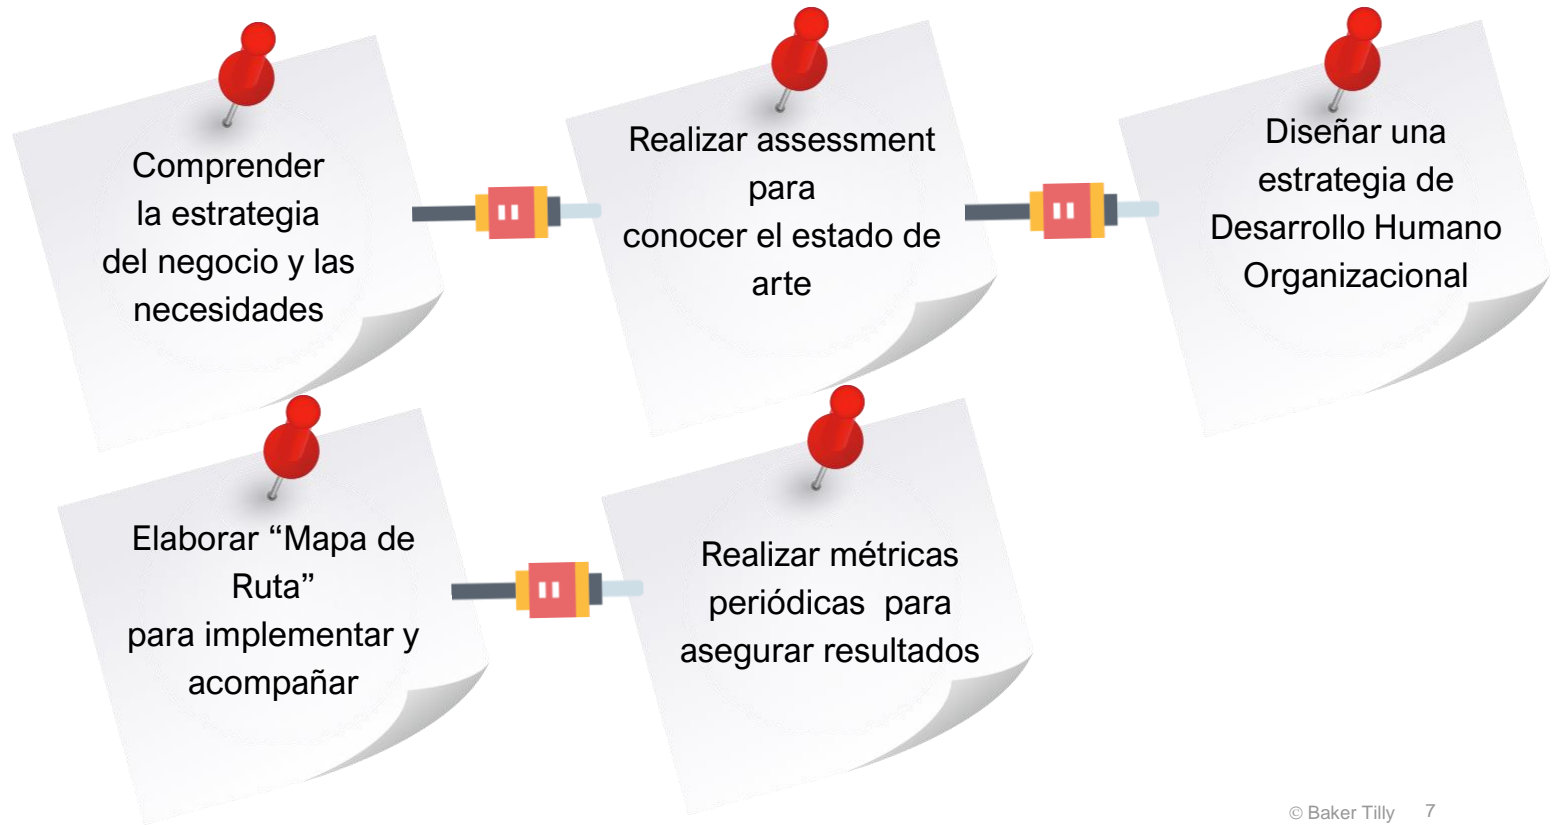 Comprender
la estrategia
del negocio y las
necesidades
Realizar assessment
para
conocer el estado de
arte
Diseñar una
estrategia de
Desarrollo Humano
Organizacional
Elaborar “Mapa de
Ruta”
para implementar y
acompañar
Realizar métricas
periódicas  para
asegurar resultados
© Baker Tilly 7